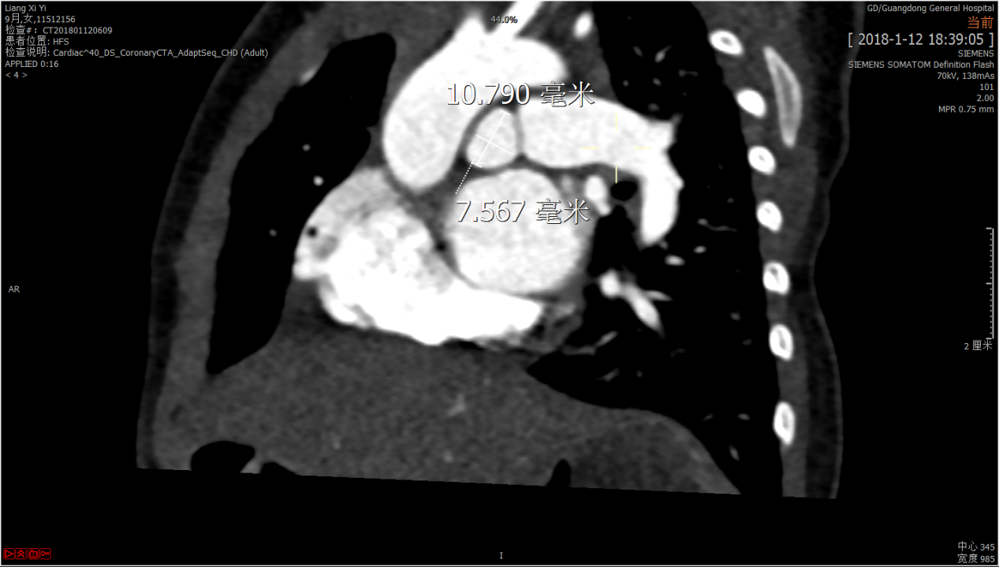 Liang Xi Yi
9月,女,11512156
检查#: CT201801120609
患者位置: HFS
检查说明: Cardiac^40_DS_CoronaryCTA_AdaptSeq_CHD (Adult)
APPLIED 0:16
< 4 >
44.0%
GD/Guangdong General Hospital
当前
[ 2018-1-12 18:39:05 ]
SIEMENS
SIEMENS SOMATOM Definition Flash
70kV, 138mAs
101
2.00
MPR 0.75 mm
10.790 毫米
7.567 毫米
AR
2 厘米
I
中心 345
宽度 985